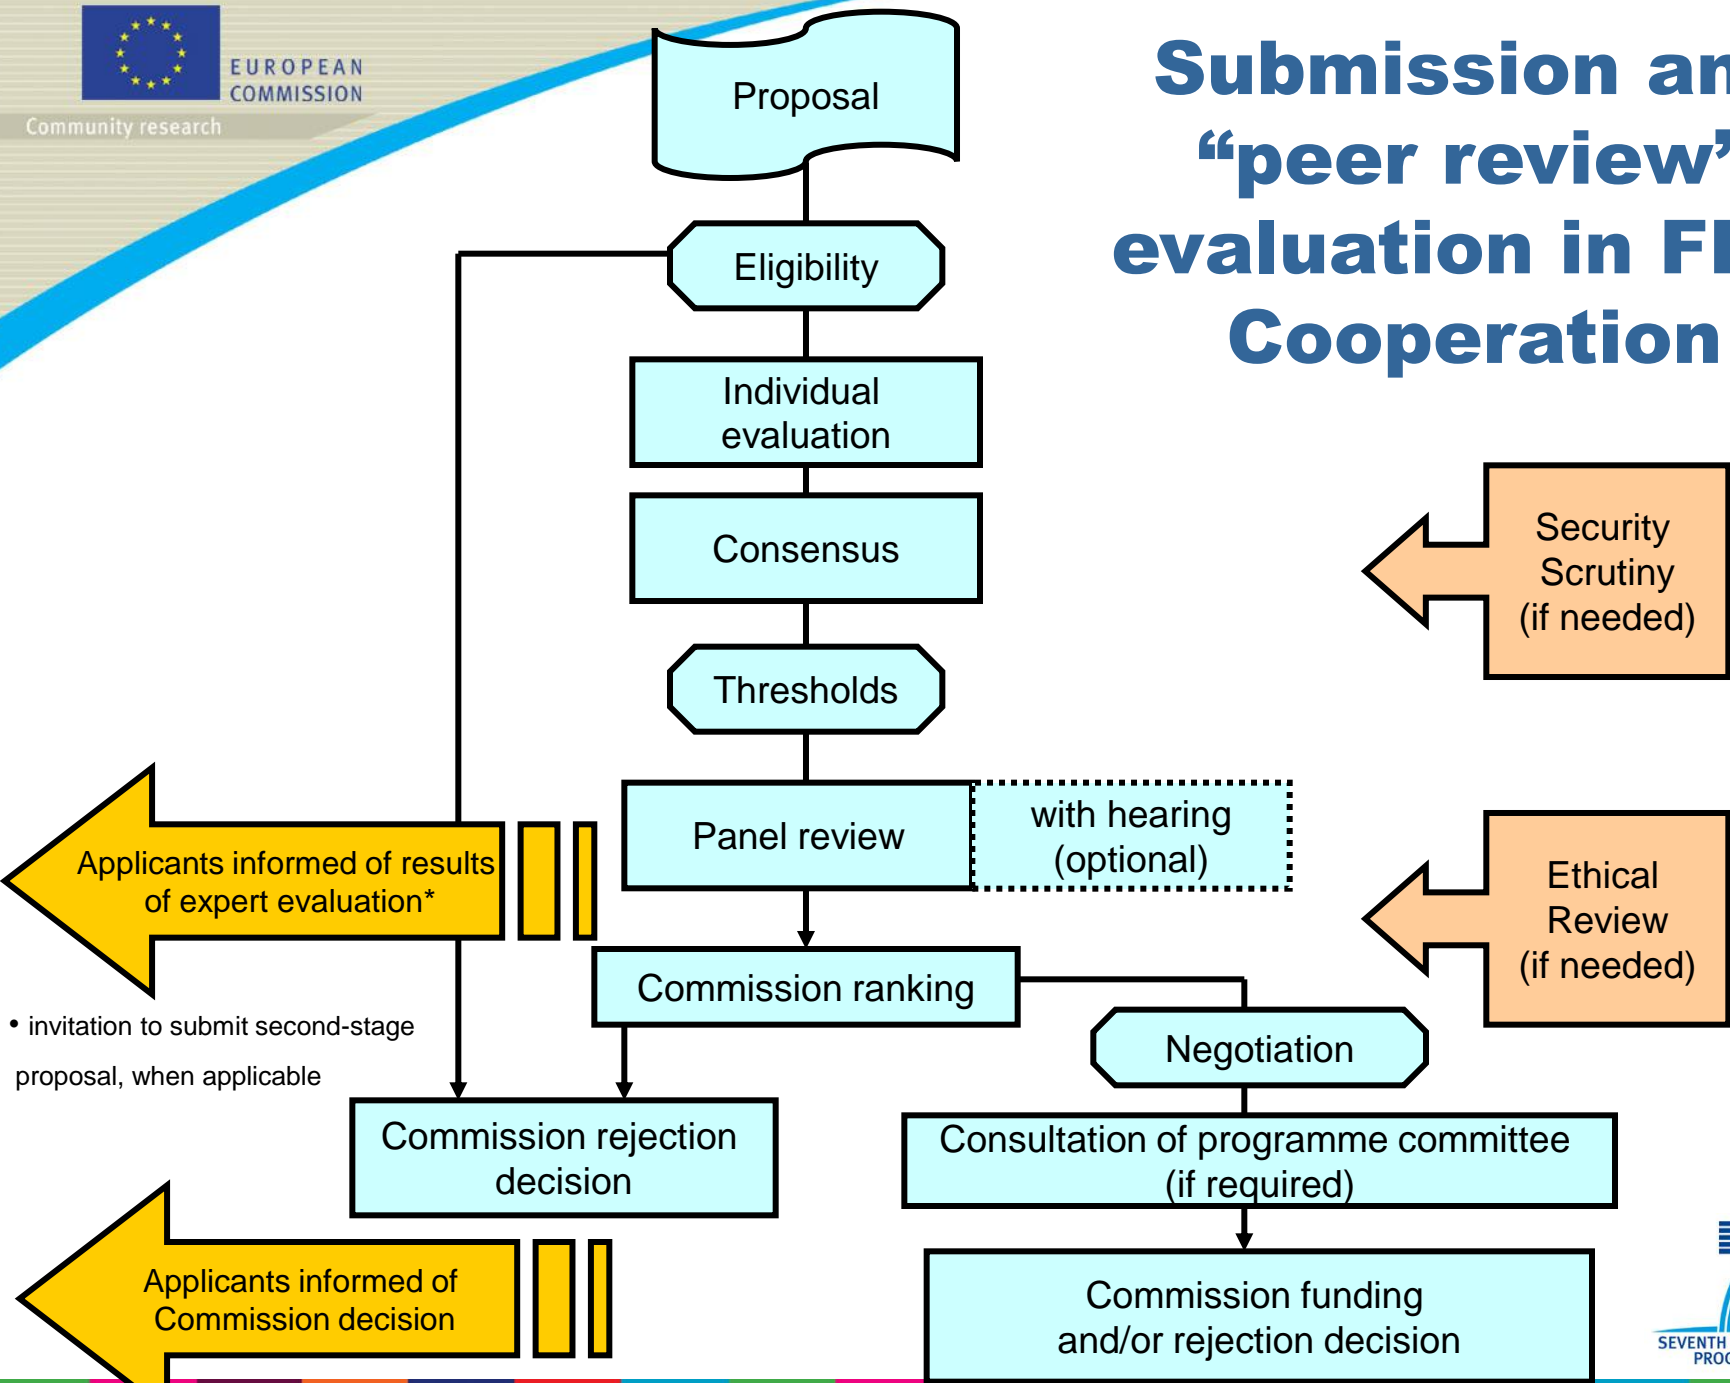 EUROPEAN
COMMISSION
Community research
Submission
“peer review”
evaluation in
Cooperation
Proposal
Eligibility
Individual
evaluation
Consensus
Security
Scrutiny
(if needed)
Thresholds
Panel review
with hearing
(optional)
Applicants informed of results
of expert evaluation*
Ethical
Review
(if needed)
Commission ranking
• invitation to submit second-stage
proposal, when applicable
Negotiation
Commission rejection
decision
Consultation of programme committee
(if required)
Applicants informed of
Commission decision
Commission funding
and/or rejection decision
SEVENTH